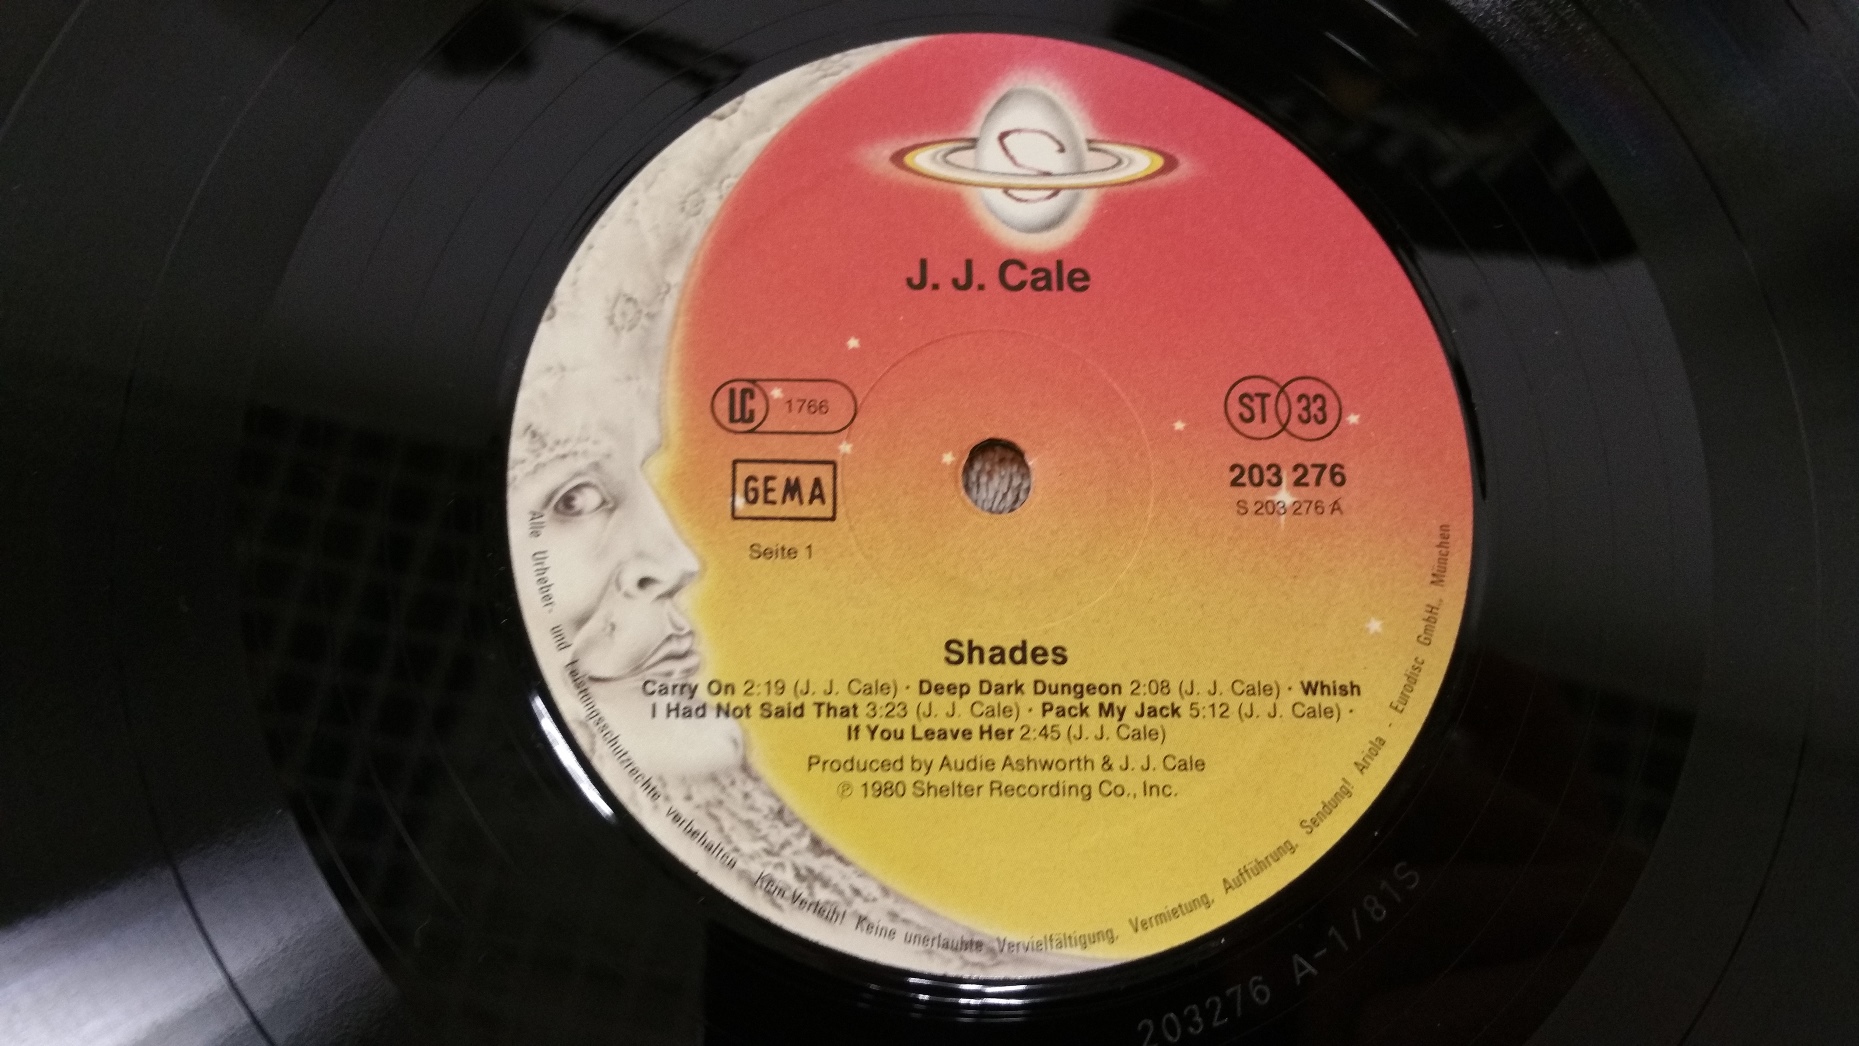 J. J. Cale
LC 1766
ST 33
GEMA
203 276
S 203 276 A
Seite 1
Shades
Carry On 2:19 (J. J. Cale) · Deep Dark Dungeon 2:08 (J. J. Cale) · Whish
I Had Not Said That 3:23 (J. J. Cale) · Pack My Jack 5:12 (J. J. Cale) ·
If You Leave Her 2:45 (J. J. Cale)
Produced by Audie Ashworth & J. J. Cale
℗ 1980 Shelter Recording Co., Inc.
Alle Urheber- und Leistungsschutzrechte vorbehalten Kein Verleih! Keine unerlaubte Vervielfältigung, Vermietung, Aufführung, Sendung! Ariola - Eurodisc GmbH., München
203276 A-1/81S